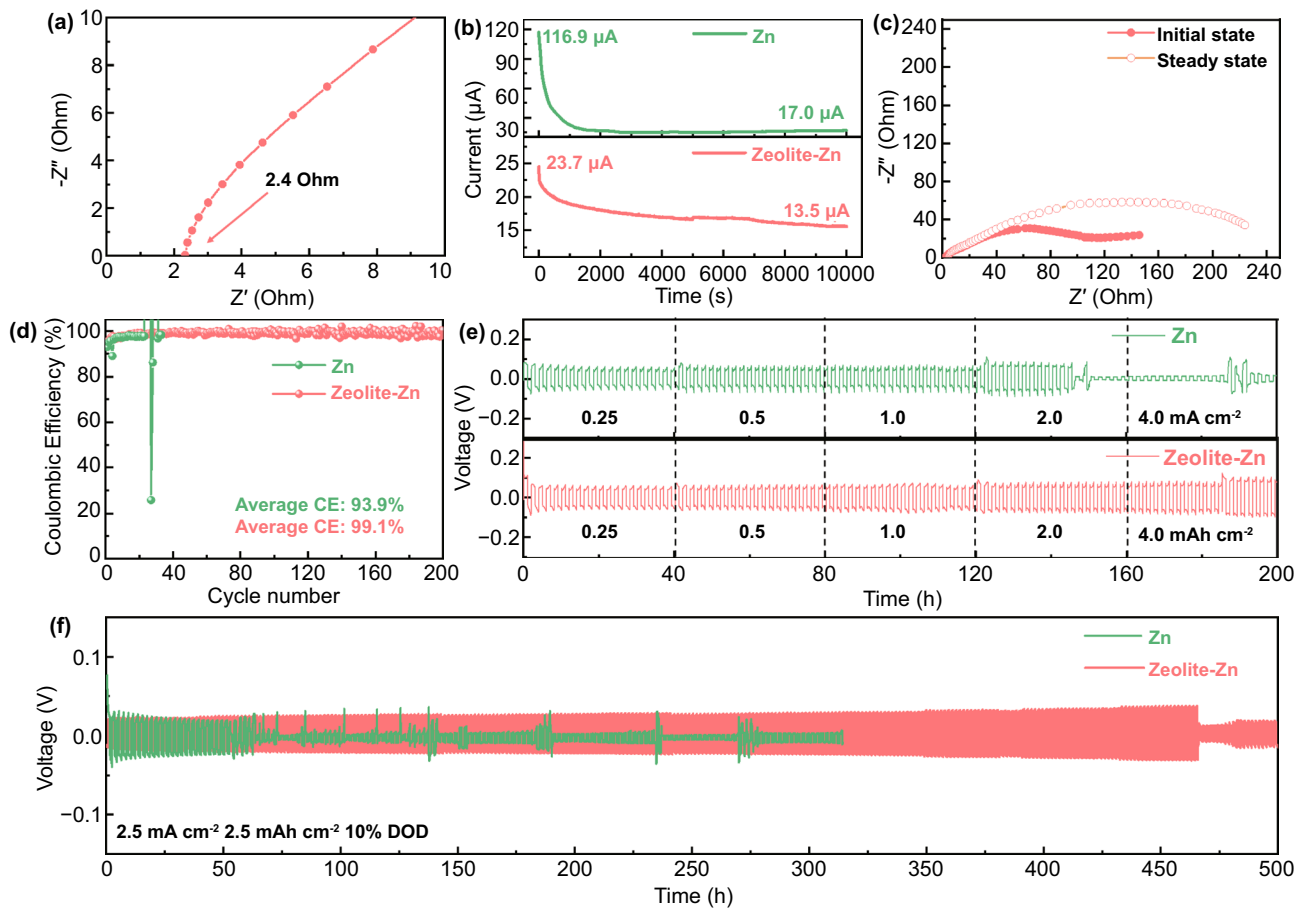 (a)
10
8
6
4
2
0
-Z″ (Ohm)
2.4 Ohm
0 2 4 6 8 10
Z′ (Ohm)
(b)
120
90
60
30
116.9 µA
Zn
17.0 µA
25
20
15
23.7 µA
Zeolite-Zn
13.5 µA
Current (µA)
0 2000 4000 6000 8000 10000
Time (s)
(c)
240
200
160
120
80
40
0
-Z″ (Ohm)
Initial state
Steady state
0 40 80 120 160 200 240
Z′ (Ohm)
(d)
100
80
60
40
20
0
Coulombic Efficiency (%)
Zn
Zeolite-Zn
Average CE: 93.9%
Average CE: 99.1%
0 40 80 120 160 200
Cycle number
(e)
0.2
0.0
−0.2
Zn
0.25 0.5 1.0 2.0 4.0 mA cm⁻²
0.2
0.0
−0.2
Zeolite-Zn
0.25 0.5 1.0 2.0 4.0 mAh cm⁻²
Voltage (V)
0 40 80 120 160 200
Time (h)
(f)
0.1
0.0
−0.1
Voltage (V)
Zn
Zeolite-Zn
2.5 mA cm⁻² 2.5 mAh cm⁻² 10% DOD
0 50 100 150 200 250 300 350 400 450 500
Time (h)